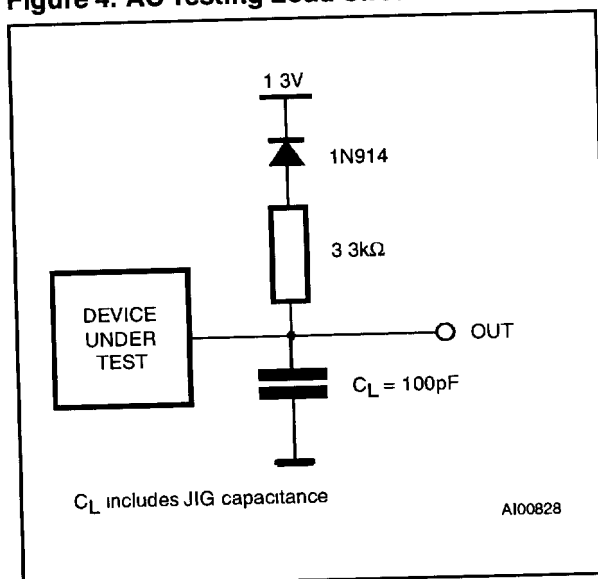 Figure 4. AC Testing Load
1 3V
1N914
3 3kΩ
DEVICE
UNDER
TEST
OUT
CL = 100pF
CL includes JIG capacitance
AI00828